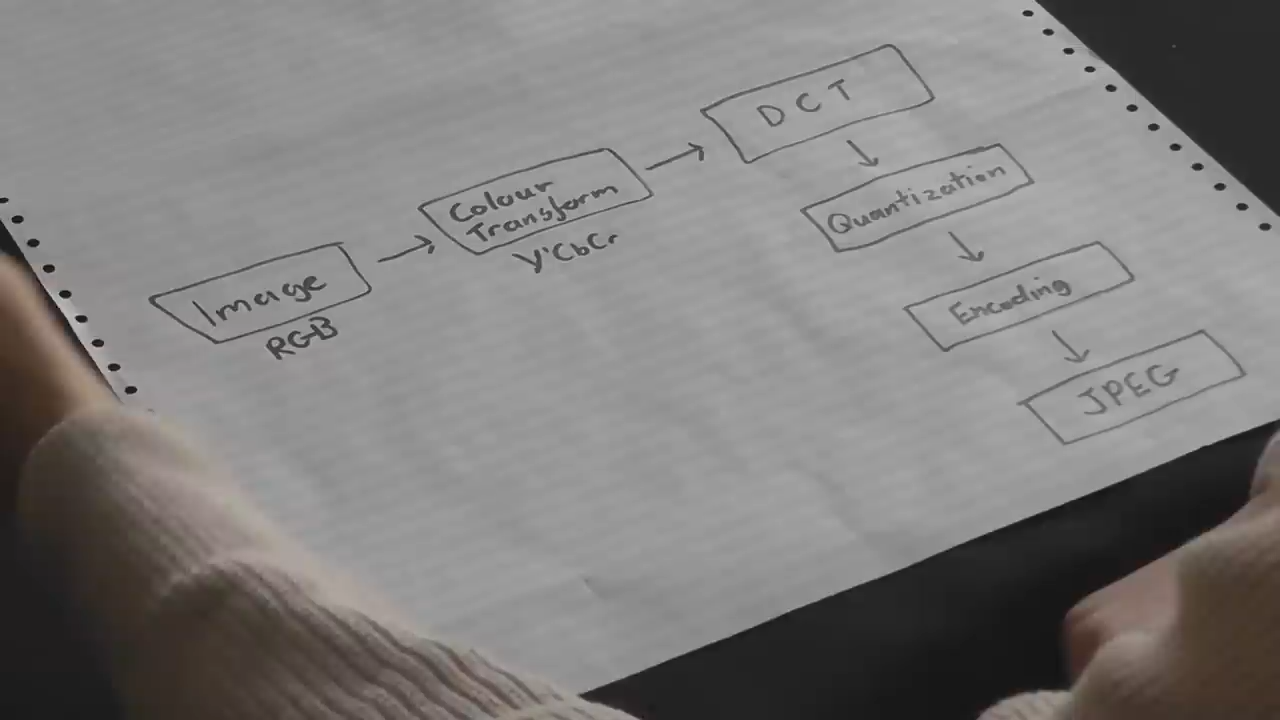 Image
RGB
Colour
Transform
Y'CbCr
DCT
Quantization
Encoding
JPEG